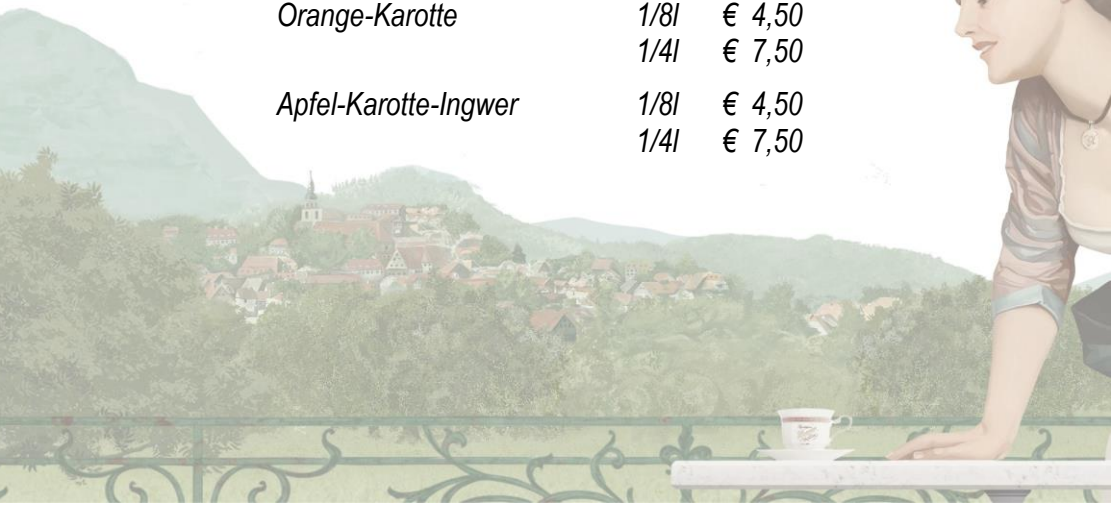 Orange-Karotte 1/8l € 4,50
1/4l € 7,50
Apfel-Karotte-Ingwer 1/8l € 4,50
1/4l € 7,50